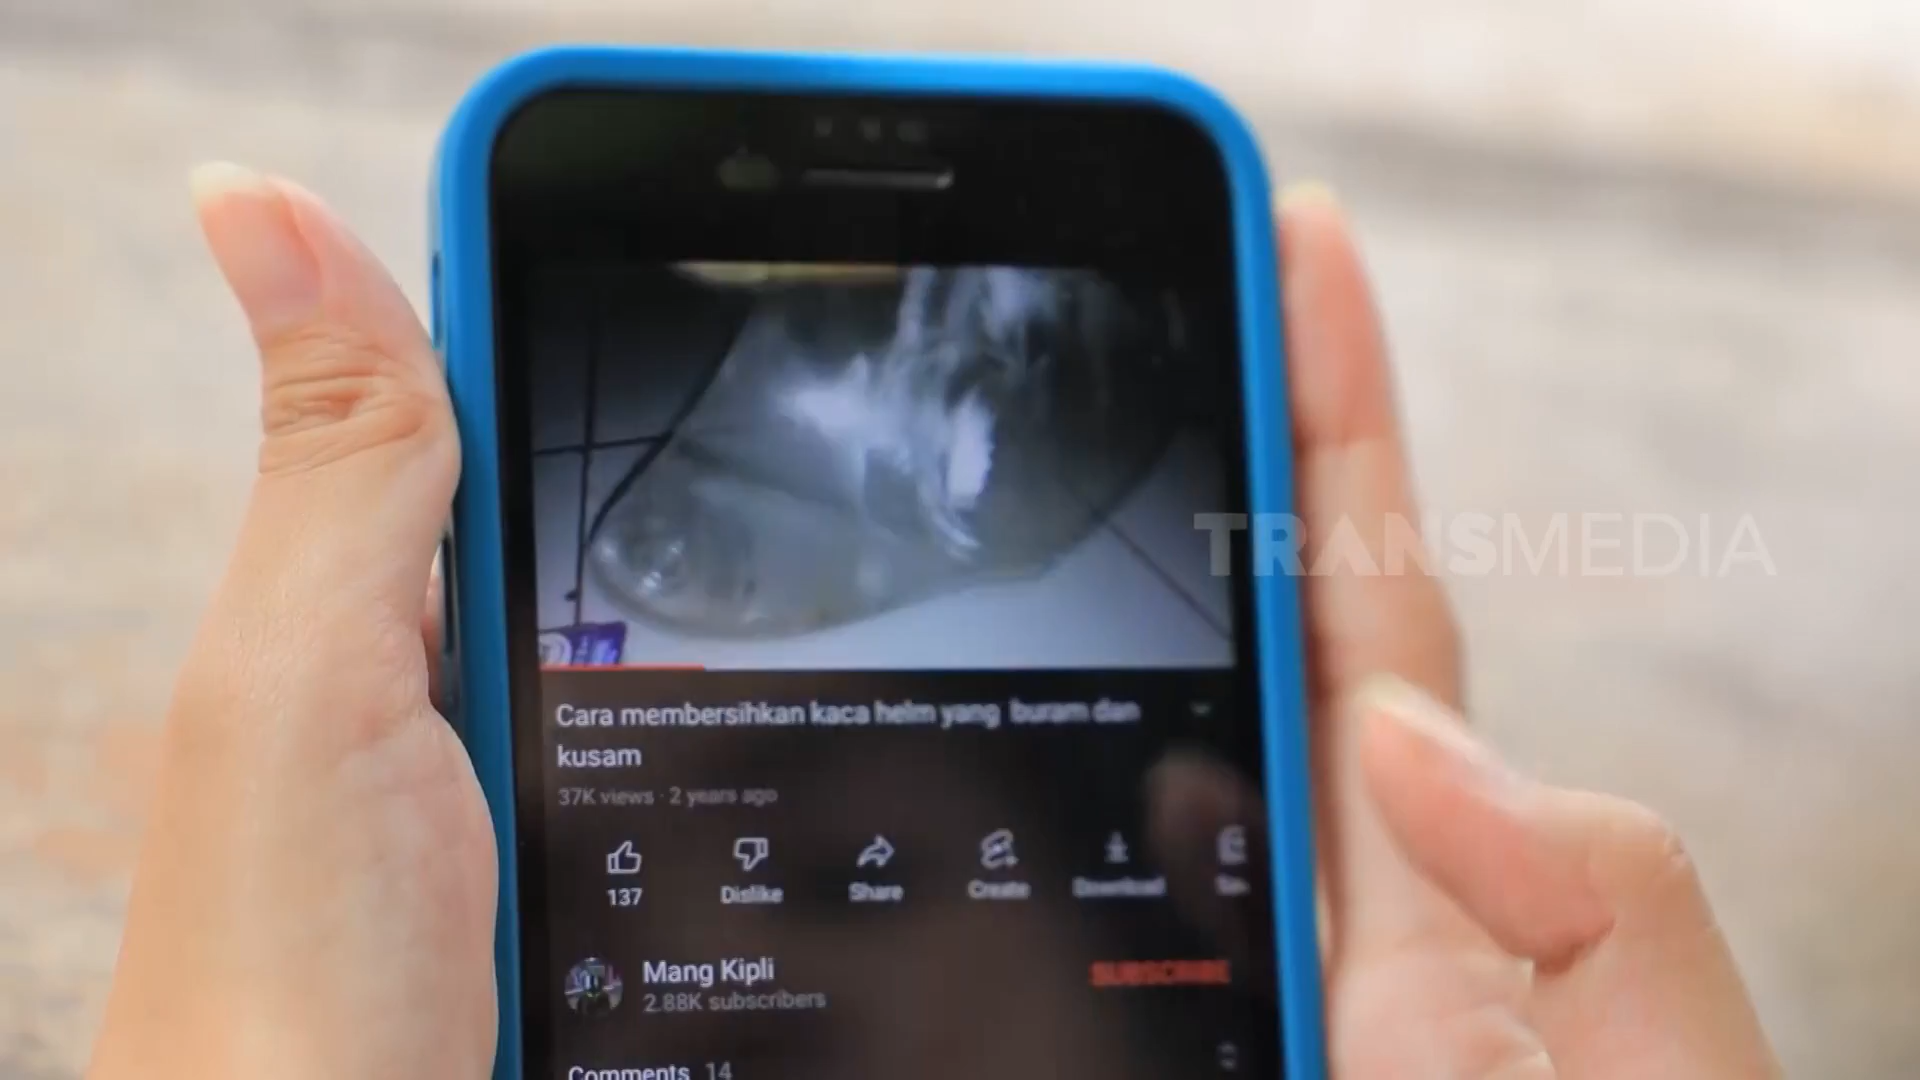 TRANSMEDIA
Cara membersihkan kaca helm yang buram dan
kusam
37K views · 2 years ago
137
Dislike
Share
Create
Download
Mang Kipli
2.88K subscribers
SUBSCRIBE
Comments 14